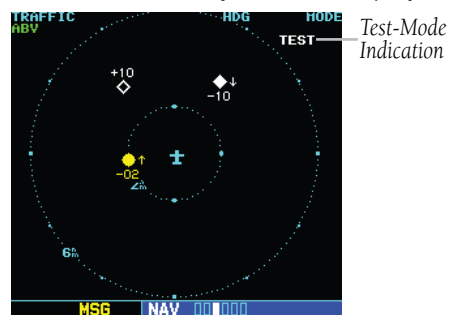 TRAFFIC HDG MODE
ABV
TEST
Test-Mode
Indication
+10
↓
-10
↑
-02
2nm
6nm
MSG NAV